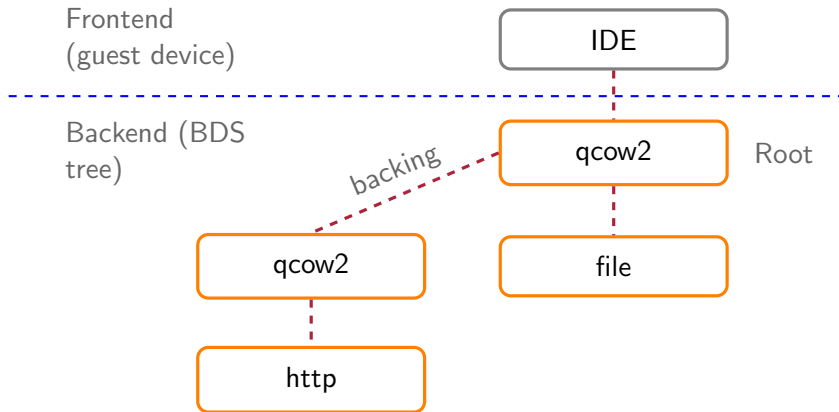 Frontend
(guest device)
IDE
Backend (BDS
tree)
backing
qcow2
Root
qcow2
file
http